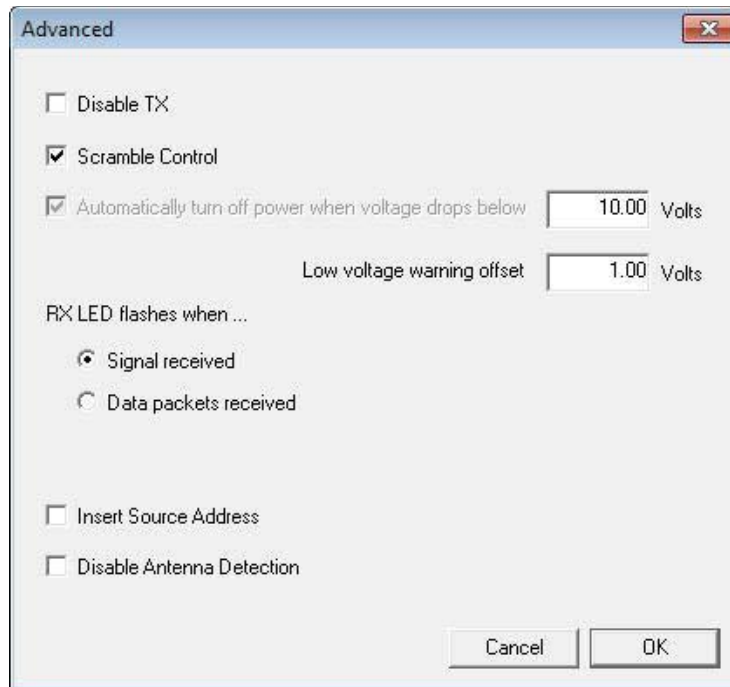 Advanced
Disable TX
Scramble Control
Automatically turn off power when voltage drops below 10.00 Volts
Low voltage warning offset 1.00 Volts
RX LED flashes when ...
Signal received
Data packets received
Insert Source Address
Disable Antenna Detection
Cancel OK